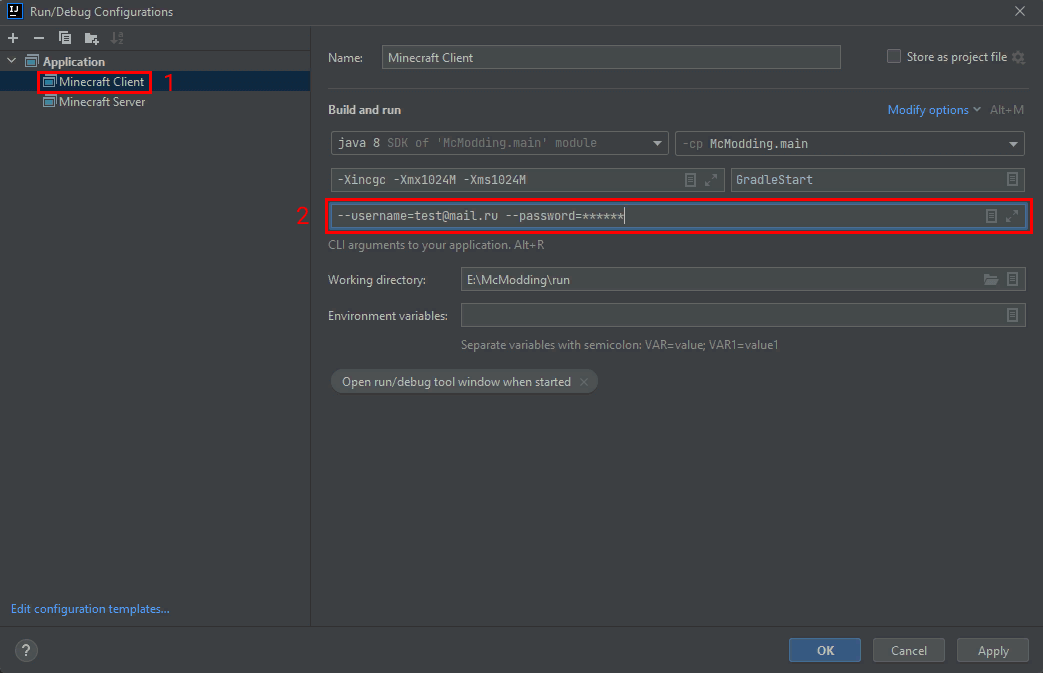 Run/Debug Configurations
Application
Minecraft Client
1
Minecraft Server
Edit configuration templates...
Name:
Minecraft Client
Store as project file
Build and run
Modify options
Alt+M
java 8 SDK of 'McModding.main' module
-cp McModding.main
-Xincgc -Xmx1024M -Xms1024M
GradleStart
2
--username=test@mail.ru --password=******
CLI arguments to your application. Alt+R
Working directory:
E:\McModding\run
Environment variables:
Separate variables with semicolon: VAR=value; VAR1=value1
Open run/debug tool window when started
?
OK
Cancel
Apply